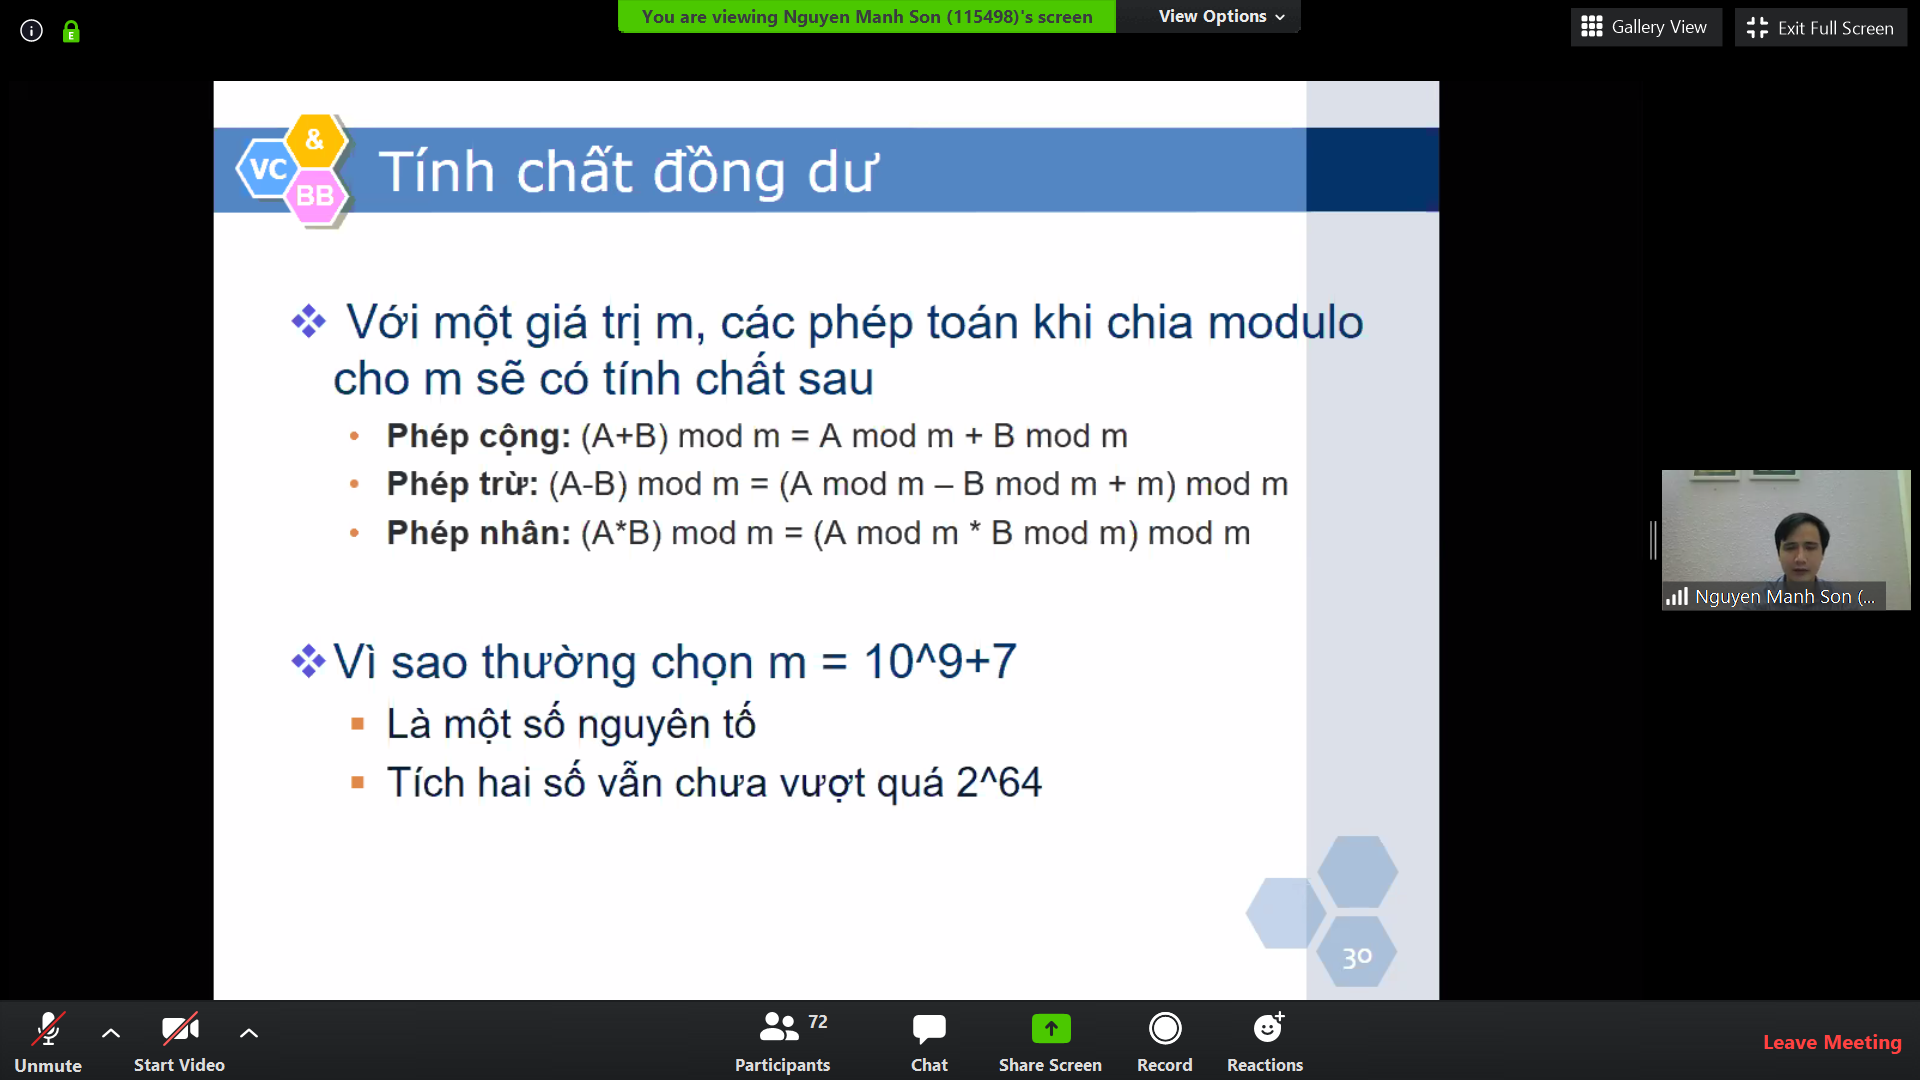 You are viewing Nguyen Manh Son (115498)'s screen
View Options
Gallery View
Exit Full Screen
VC
&
BB
Tính chất đồng dư
Với một giá trị m, các phép toán khi chia modulo
cho m sẽ có tính chất sau
• Phép cộng: (A+B) mod m = A mod m + B mod m
• Phép trừ: (A-B) mod m = (A mod m – B mod m + m) mod m
• Phép nhân: (A*B) mod m = (A mod m * B mod m) mod m
Vì sao thường chọn m = 10^9+7
Là một số nguyên tố
Tích hai số vẫn chưa vượt quá 2^64
30
Nguyen Manh Son (...
Unmute
Start Video
Participants
72
Chat
Share Screen
Record
Reactions
Leave Meeting